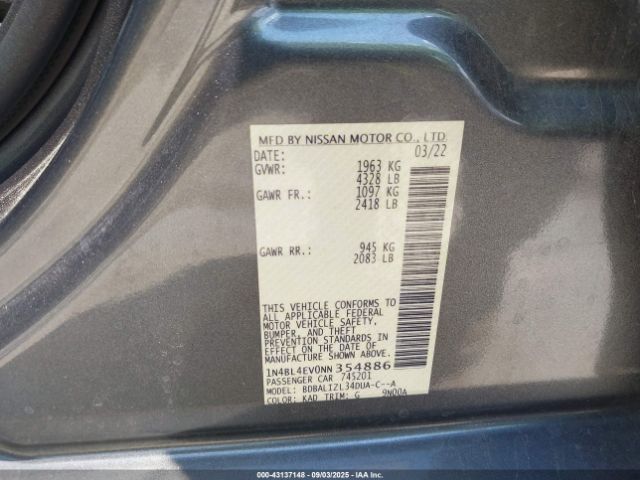 MFD BY NISSAN MOTOR CO., LTD.
DATE: 03/22
GVWR: 1963 KG
4328 LB
GAWR FR.: 1097 KG
2418 LB
GAWR RR.: 945 KG
2083 LB
THIS VEHICLE CONFORMS TO
ALL APPLICABLE FEDERAL
MOTOR VEHICLE SAFETY,
BUMPER, AND THEFT
PREVENTION STANDARDS IN
EFFECT ON THE DATE OF
MANUFACTURE SHOWN ABOVE.
1N4BL4EV0NN354886
PASSENGER CAR 745201
MODEL: BDBALIZL34DUA-C--A
COLOR: KAD TRIM: G 9N00A
000-43137148 - 09/03/2025 - IAA Inc.